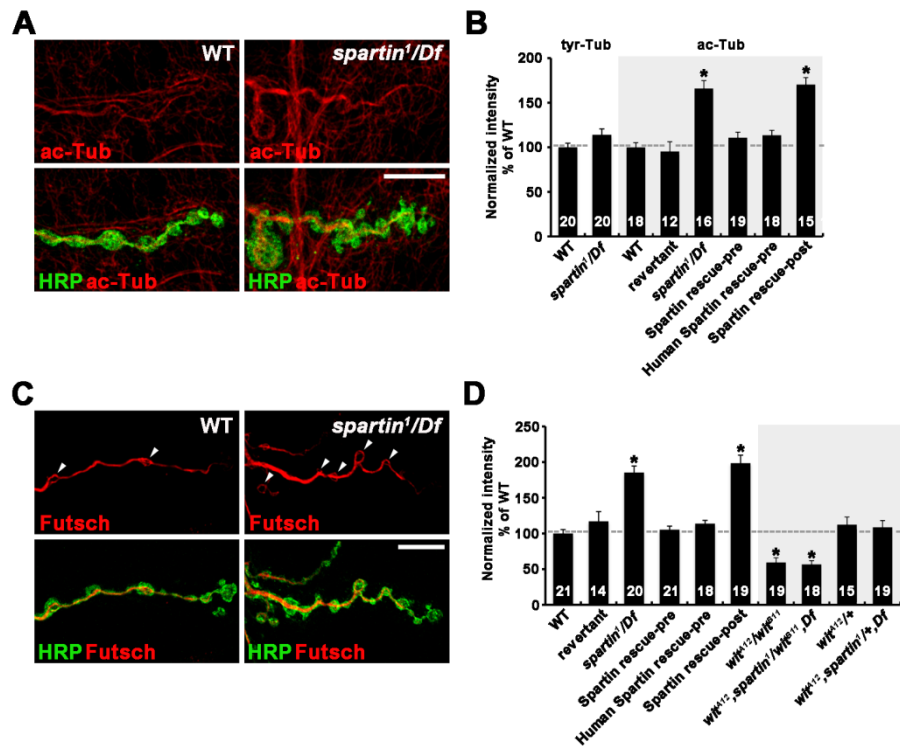 A
WT
spartin¹/Df
ac-Tub
ac-Tub
HRP ac-Tub
HRP ac-Tub
B
tyr-Tub
ac-Tub
Normalized intensity
% of WT
200
150
100
50
0
*
*
20
20
18
12
16
19
18
15
WT
spartin¹/Df
WT
revertant
spartin¹/Df
Spartin rescue-pre
Human Spartin rescue-pre
Spartin rescue-post
C
WT
spartin¹/Df
Futsch
Futsch
HRP Futsch
HRP Futsch
D
Normalized intensity
% of WT
250
200
150
100
50
0
*
*
*
*
21
14
20
21
18
19
19
18
15
19
WT
revertant
spartin¹/Df
Spartin rescue-pre
Human Spartin rescue-pre
Spartin rescue-post
witᴬ¹²/witᴮ¹¹
witᴬ¹²,spartin¹/witᴮ¹¹,Df
witᴬ¹²/+
witᴬ¹²,spartin¹/+,Df